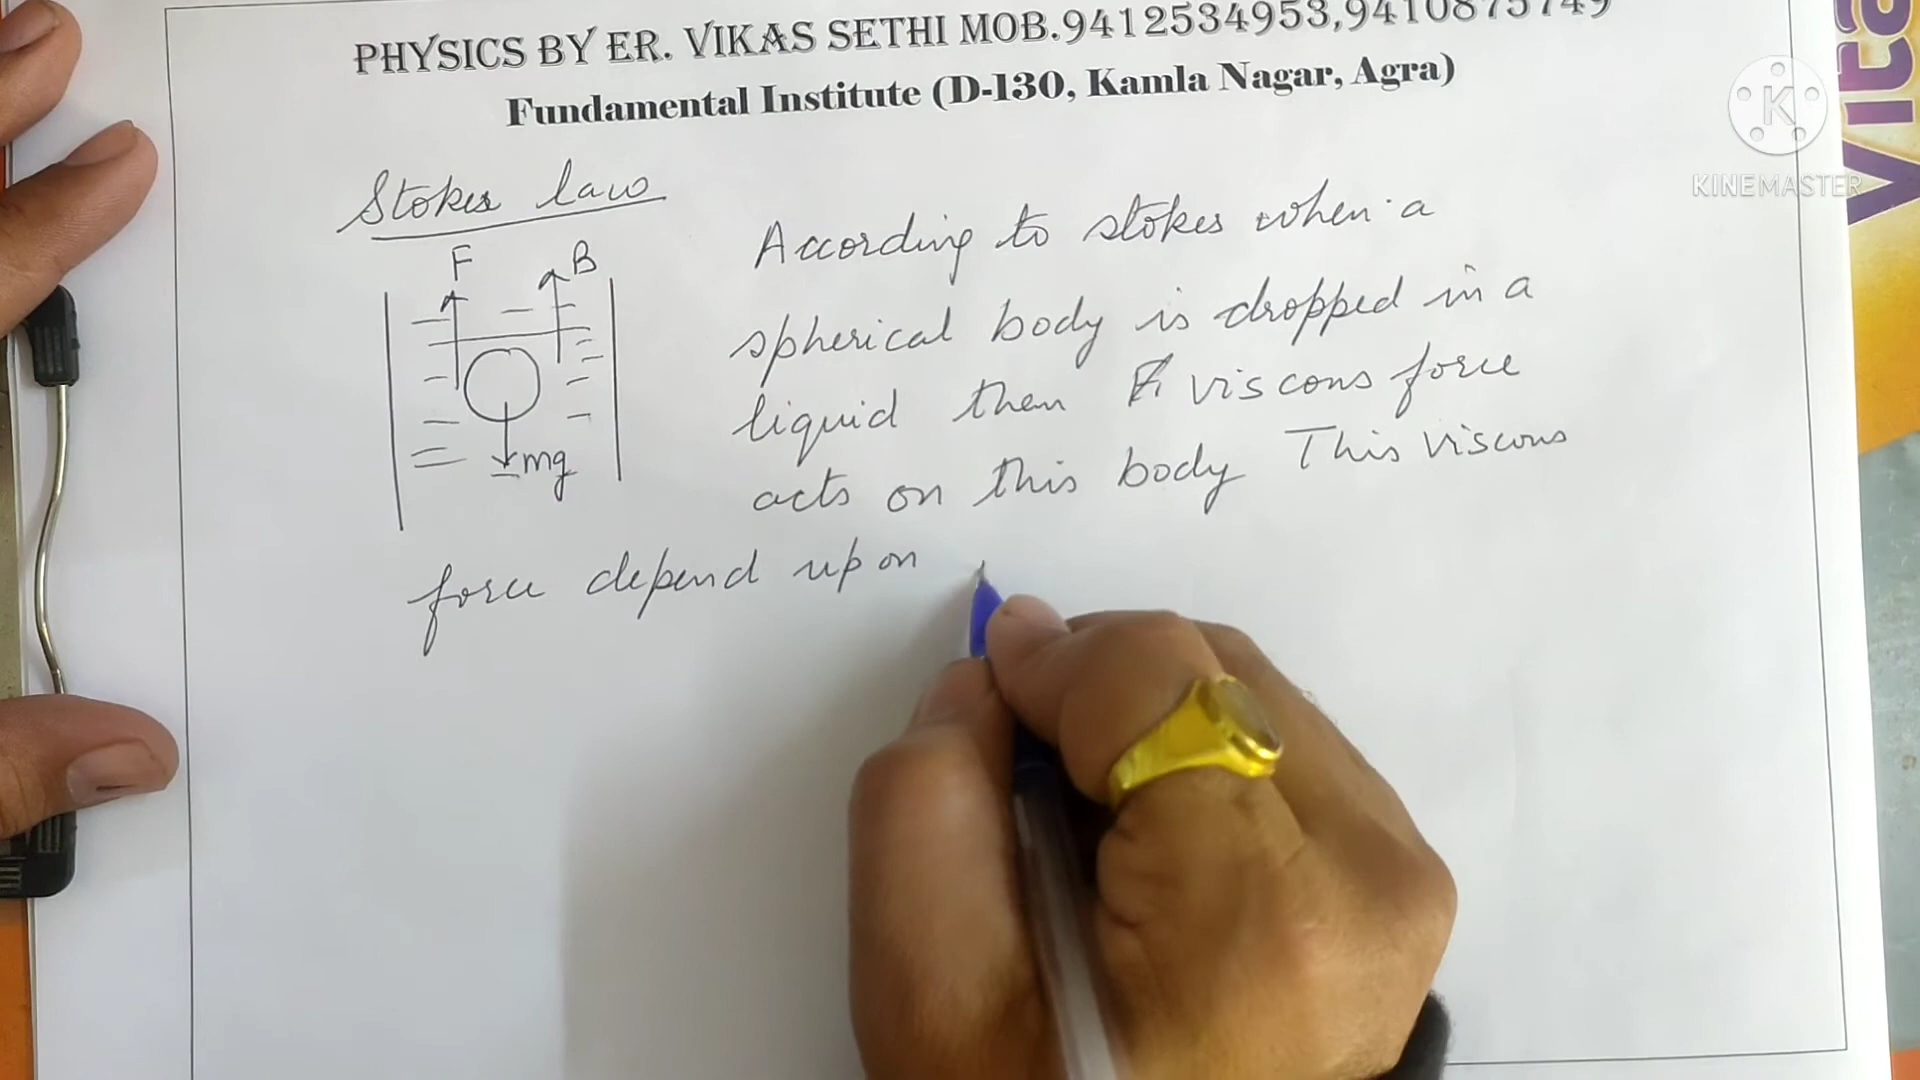 PHYSICS BY ER. VIKAS SETHI MOB.9412534953,9410875749
Fundamental Institute (D-130, Kamla Nagar, Agra)
KINEMASTER
K
Vita
Stokes law
F
B
mg
According to stokes when a
spherical body is dropped in a
liquid then viscous force
acts on this body This viscous
force depend upon